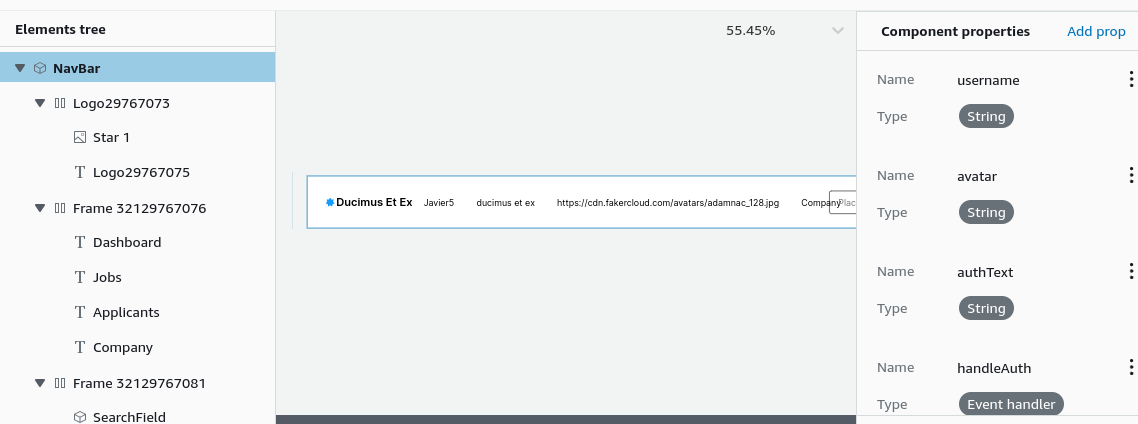 Elements tree
NavBar
Logo29767073
Star 1
Logo29767075
Frame 32129767076
Dashboard
Jobs
Applicants
Company
Frame 32129767081
SearchField
55.45%
Ducimus Et Ex Javier5 ducimus et ex https://cdn.fakercloud.com/avatars/adamnac_128.jpg Company Plac
Component properties Add prop
Name username
Type String
Name avatar
Type String
Name authText
Type String
Name handleAuth
Type Event handler